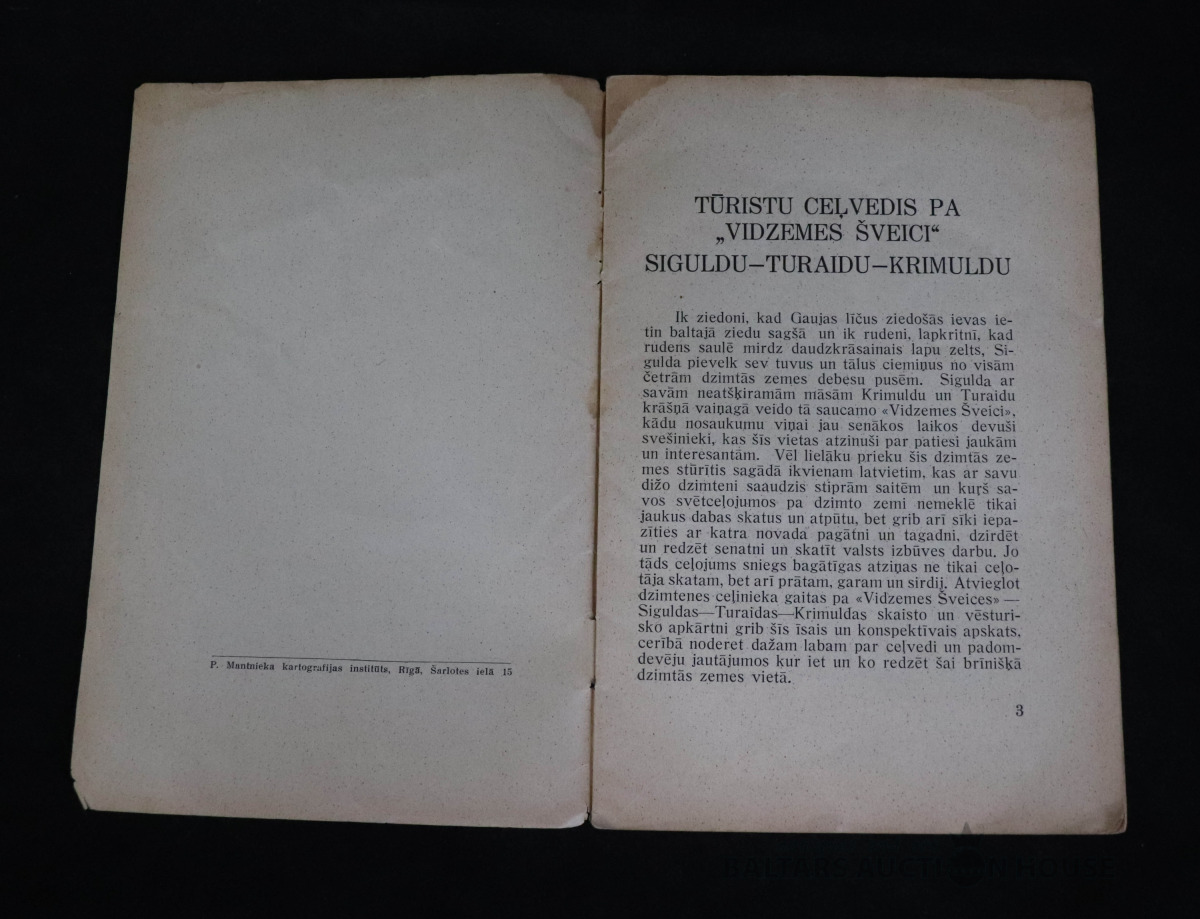 P. Mantnieka kartografijas institūts, Rīgā, Šarlotes ielā 15
TŪRISTU CEĻVEDIS PA
„VIDZEMES ŠVEICI“
SIGULDU—TURAIDU—KRIMULDU
Ik ziedoni, kad Gaujas līčus ziedošās ievas ie-
tin baltajā ziedu sagšā un ik rudeni, lapkritnī, kad
rudens saulē mirdz daudzkrāsainais lapu zelts, Si-
gulda pievelk sev tuvus un tālus ciemiņus no visām
četrām dzimtās zemes debesu pusēm. Sigulda ar
savām neatšķiramām māsām Krimuldu un Turaidu
krāšņā vaiņagā veido tā saucamo «Vidzemes Šveici»,
kādu nosaukumu viņai jau senākos laikos devuši
svešinieki, kas šīs vietas atzinuši par patiesi jaukām
un interesantām. Vēl lielāku prieku šis dzimtās ze-
mes stūrītis sagādā ikvienam latvietim, kas ar savu
dižo dzimteni saaudzis stiprām saitēm un kuŗš sa-
vos svētceļojumos pa dzimto zemi nemeklē tikai
jaukus dabas skatus un atpūtu, bet grib arī sīki iepa-
zīties ar katra novada pagātni un tagadni, dzirdēt
un redzēt senatni un skatīt valsts izbūves darbu. Jo
tāds ceļojums sniegs bagātīgas atziņas ne tikai ceļo-
tāja skatam, bet arī prātam, garam un sirdij. Atvieglot
dzimtenes ceļinieka gaitas pa «Vidzemes Šveices» —
Siguldas—Turaidas—Krimuldas skaisto un vēsturi-
sko apkārtni grib šīs īsais un konspektīvais apskats,
cerībā noderet dažam labam par ceļvedi un padom-
devēju jautājumos kur iet un ko redzēt šai brīnišķā
dzimtās zemes vietā.
3
BALTARS AUCTION HOUSE